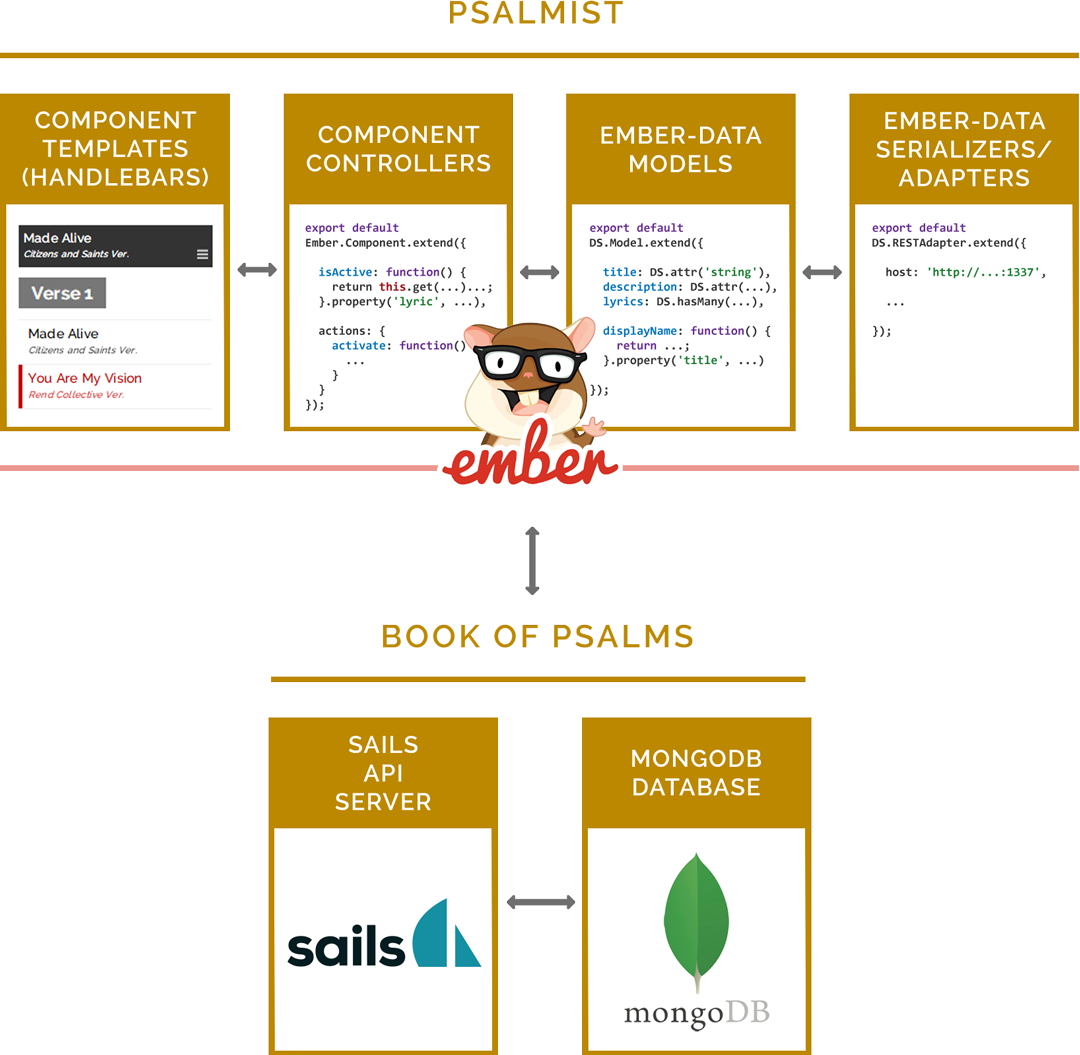 PSALMIST
COMPONENT
TEMPLATES
(HANDLEBARS)
Made Alive
Citizens and Saints Ver.
Verse 1
Made Alive
Citizens and Saints Ver.
You Are My Vision
Rend Collective Ver.
COMPONENT
CONTROLLERS
export default
Ember.Component.extend({
isActive: function() {
return this.get(...)...;
}.property('lyric', ...),
actions: {
activate: function()
...
}
}
});
EMBER-DATA
MODELS
export default
DS.Model.extend({
title: DS.attr('string'),
description: DS.attr(...),
lyrics: DS.hasMany(...),
displayName: function() {
return ...;
}.property('title', ...)
});
EMBER-DATA
SERIALIZERS/
ADAPTERS
export default
DS.RESTAdapter.extend({
host: 'http://...:1337',
...
});
ember
BOOK OF PSALMS
SAILS
API
SERVER
sails
MONGODB
DATABASE
mongoDB